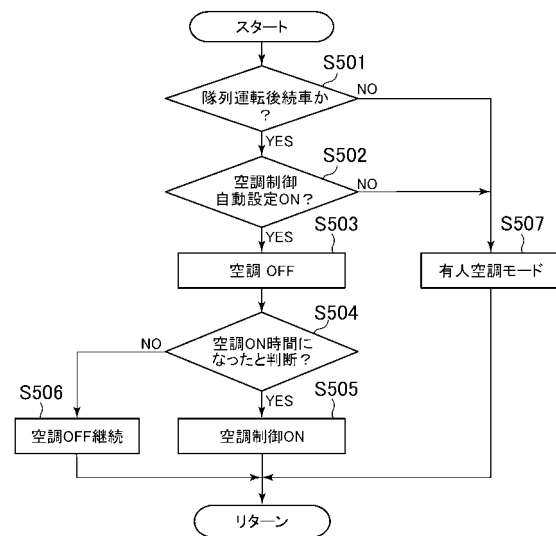 スタート
S501
隊列運転後続車か
?
NO
YES
S502
空調制御
自動設定ON?
NO
YES
S503
空調 OFF
S507
有人空調モード
S504
空調ON時間に
なったと判断?
NO
YES
S506
空調OFF継続
S505
空調制御ON
リターン